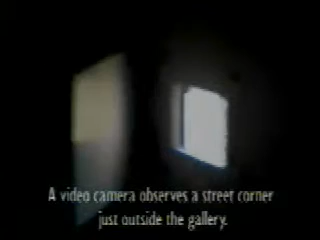 A video camera observes a street corner
just outside the gallery.